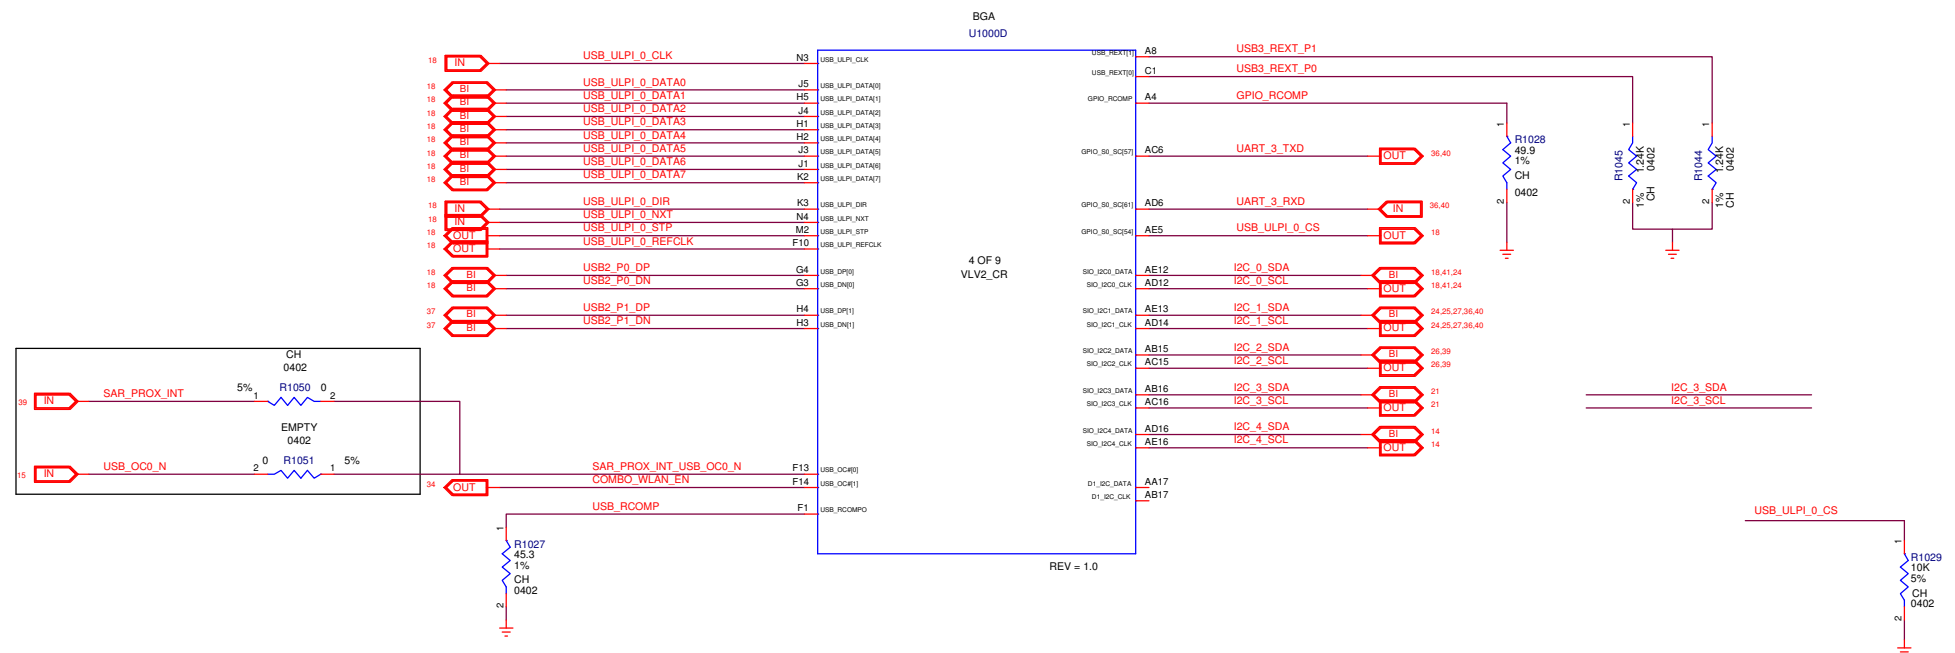 BGA
U1000D
18 IN USB_ULPI_0_CLK N3 USB_ULPI_CLK
18 BI USB_ULPI_0_DATA0 J5 USB_ULPI_DATA[0]
18 BI USB_ULPI_0_DATA1 H5 USB_ULPI_DATA[1]
18 BI USB_ULPI_0_DATA2 J4 USB_ULPI_DATA[2]
18 BI USB_ULPI_0_DATA3 H1 USB_ULPI_DATA[3]
18 BI USB_ULPI_0_DATA4 H2 USB_ULPI_DATA[4]
18 BI USB_ULPI_0_DATA5 J3 USB_ULPI_DATA[5]
18 BI USB_ULPI_0_DATA6 J1 USB_ULPI_DATA[6]
18 BI USB_ULPI_0_DATA7 K2 USB_ULPI_DATA[7]
18 IN USB_ULPI_0_DIR K3 USB_ULPI_DIR
18 IN USB_ULPI_0_NXT N4 USB_ULPI_NXT
18 OUT USB_ULPI_0_STP M2 USB_ULPI_STP
18 OUT USB_ULPI_0_REFCLK F10 USB_ULPI_REFCLK
18 BI USB2_P0_DP G4 USB_DP[0]
18 BI USB2_P0_DN G3 USB_DN[0]
37 BI USB2_P1_DP H4 USB_DP[1]
37 BI USB2_P1_DN H3 USB_DN[1]
CH
0402
39 IN SAR_PROX_INT 5% 1 R1050 0 2
EMPTY
0402
15 IN USB_OC0_N 2 0 R1051 1 5%
SAR_PROX_INT_USB_OC0_N F13 USB_OC#[0]
34 OUT COMBO_WLAN_EN F14 USB_OC#[1]
USB_RCOMP F1 USB_RCOMPO
1
R1027
45.3
1%
CH
0402
2
4 OF 9
VLV2_CR
REV = 1.0
USB_REXT[1] A8 USB3_REXT_P1
USB_REXT[0] C1 USB3_REXT_P0
GPIO_RCOMP A4 GPIO_RCOMP
GPIO_S0_SC[57] AC6 UART_3_TXD OUT 36,40
GPIO_S0_SC[61] AD6 UART_3_RXD IN 36,40
GPIO_S0_SC[54] AE5 USB_ULPI_0_CS OUT 18
SIO_I2C0_DATA AE12 I2C_0_SDA BI 18,41,24
SIO_I2C0_CLK AD12 I2C_0_SCL OUT 18,41,24
SIO_I2C1_DATA AE13 I2C_1_SDA BI 24,25,27,36,40
SIO_I2C1_CLK AD14 I2C_1_SCL OUT 24,25,27,36,40
SIO_I2C2_DATA AB15 I2C_2_SDA BI 26,39
SIO_I2C2_CLK AC15 I2C_2_SCL OUT 26,39
SIO_I2C3_DATA AB16 I2C_3_SDA BI 21
SIO_I2C3_CLK AC16 I2C_3_SCL OUT 21
SIO_I2C4_DATA AD16 I2C_4_SDA BI 14
SIO_I2C4_CLK AE16 I2C_4_SCL OUT 14
D1_I2C_DATA AA17
D1_I2C_CLK AB17
1
R1028
49.9
1%
CH
0402
2
1
R1045
1.24K
0402
1%
CH
2
1
R1044
1.24K
0402
1%
CH
2
I2C_3_SDA
I2C_3_SCL
USB_ULPI_0_CS
1
R1029
10K
5%
CH
0402
2